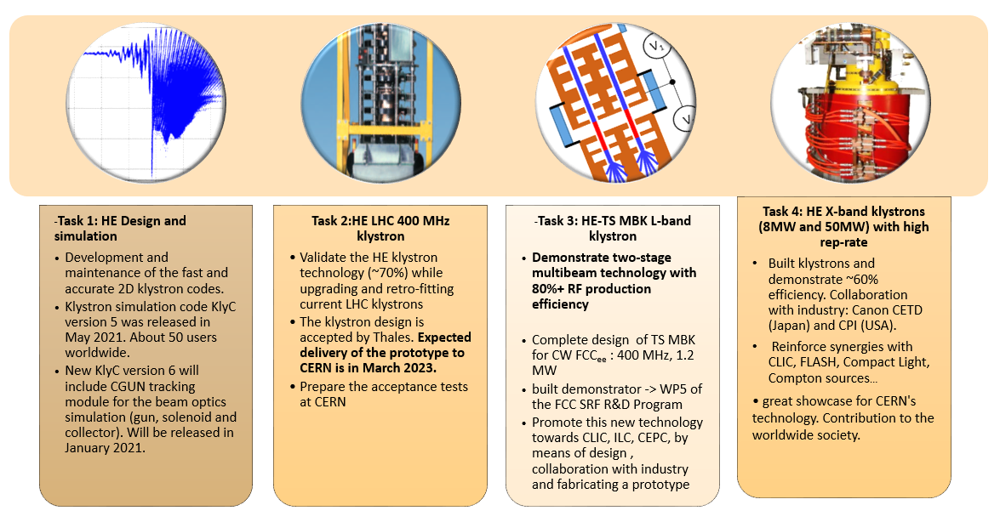 V1
V
-Task 1: HE Design and
simulation
• Development and
maintenance of the fast and
accurate 2D klystron codes.
• Klystron simulation code KlyC
version 5 was released in
May 2021. About 50 users
worldwide.
• New KlyC version 6 will
include CGUN tracking
module for the beam optics
simulation (gun, solenoid and
collector). Will be released in
January 2021.
Task 2:HE LHC 400 MHz
klystron
• Validate the HE klystron
technology (~70%) while
upgrading and retro-fitting
current LHC klystrons
• The klystron design is
accepted by Thales. Expected
delivery of the prototype to
CERN is in March 2023.
• Prepare the acceptance tests
at CERN
-Task 3: HE-TS MBK L-band
klystron
• Demonstrate two-stage
multibeam technology with
80%+ RF production
efficiency
• Complete design of TS MBK
for CW FCCee : 400 MHz, 1.2
MW
• built demonstrator -> WP5 of
the FCC SRF R&D Program
• Promote this new technology
towards CLIC, ILC, CEPC, by
means of design ,
collaboration with industry
and fabricating a prototype
Task 4: HE X-band klystrons
(8MW and 50MW) with high
rep-rate
• Built klystrons and
demonstrate ~60%
efficiency. Collaboration
with industry: Canon CETD
(Japan) and CPI (USA).
• Reinforce synergies with
CLIC, FLASH, Compact Light,
Compton sources…
• great showcase for CERN's
technology. Contribution to the
worldwide society.